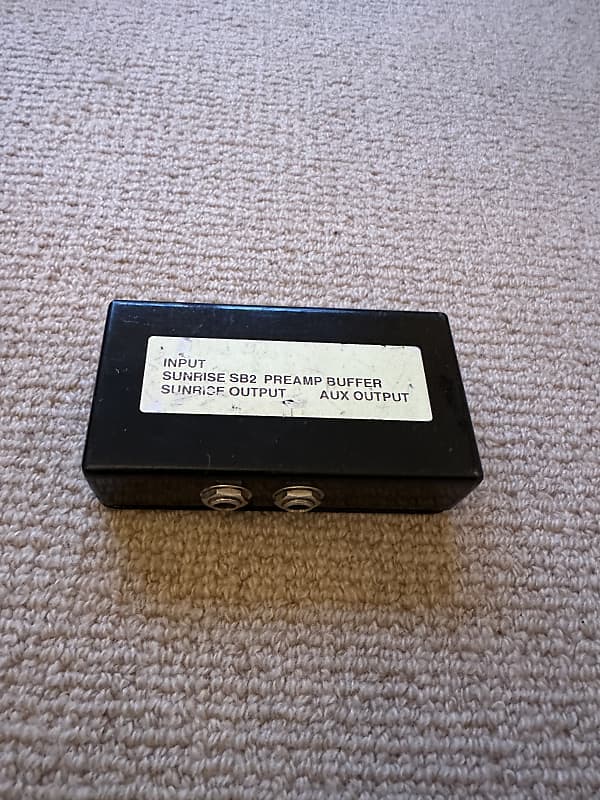 INPUT
SUNRISE SB2 PREAMP BUFFER
SUNRISE OUTPUT AUX OUTPUT